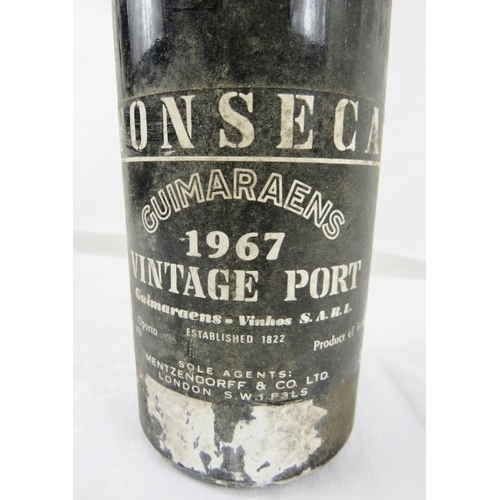 ONSECA
GUIMARAENS
1967
VINTAGE PORT
Guimaraens - Vinhos S.A.R.L.
Oporto
ESTABLISHED 1822
Product of
SOLE AGENTS:
MENTZENDORFF & CO. LTD.
LONDON S.W.1 P3LS